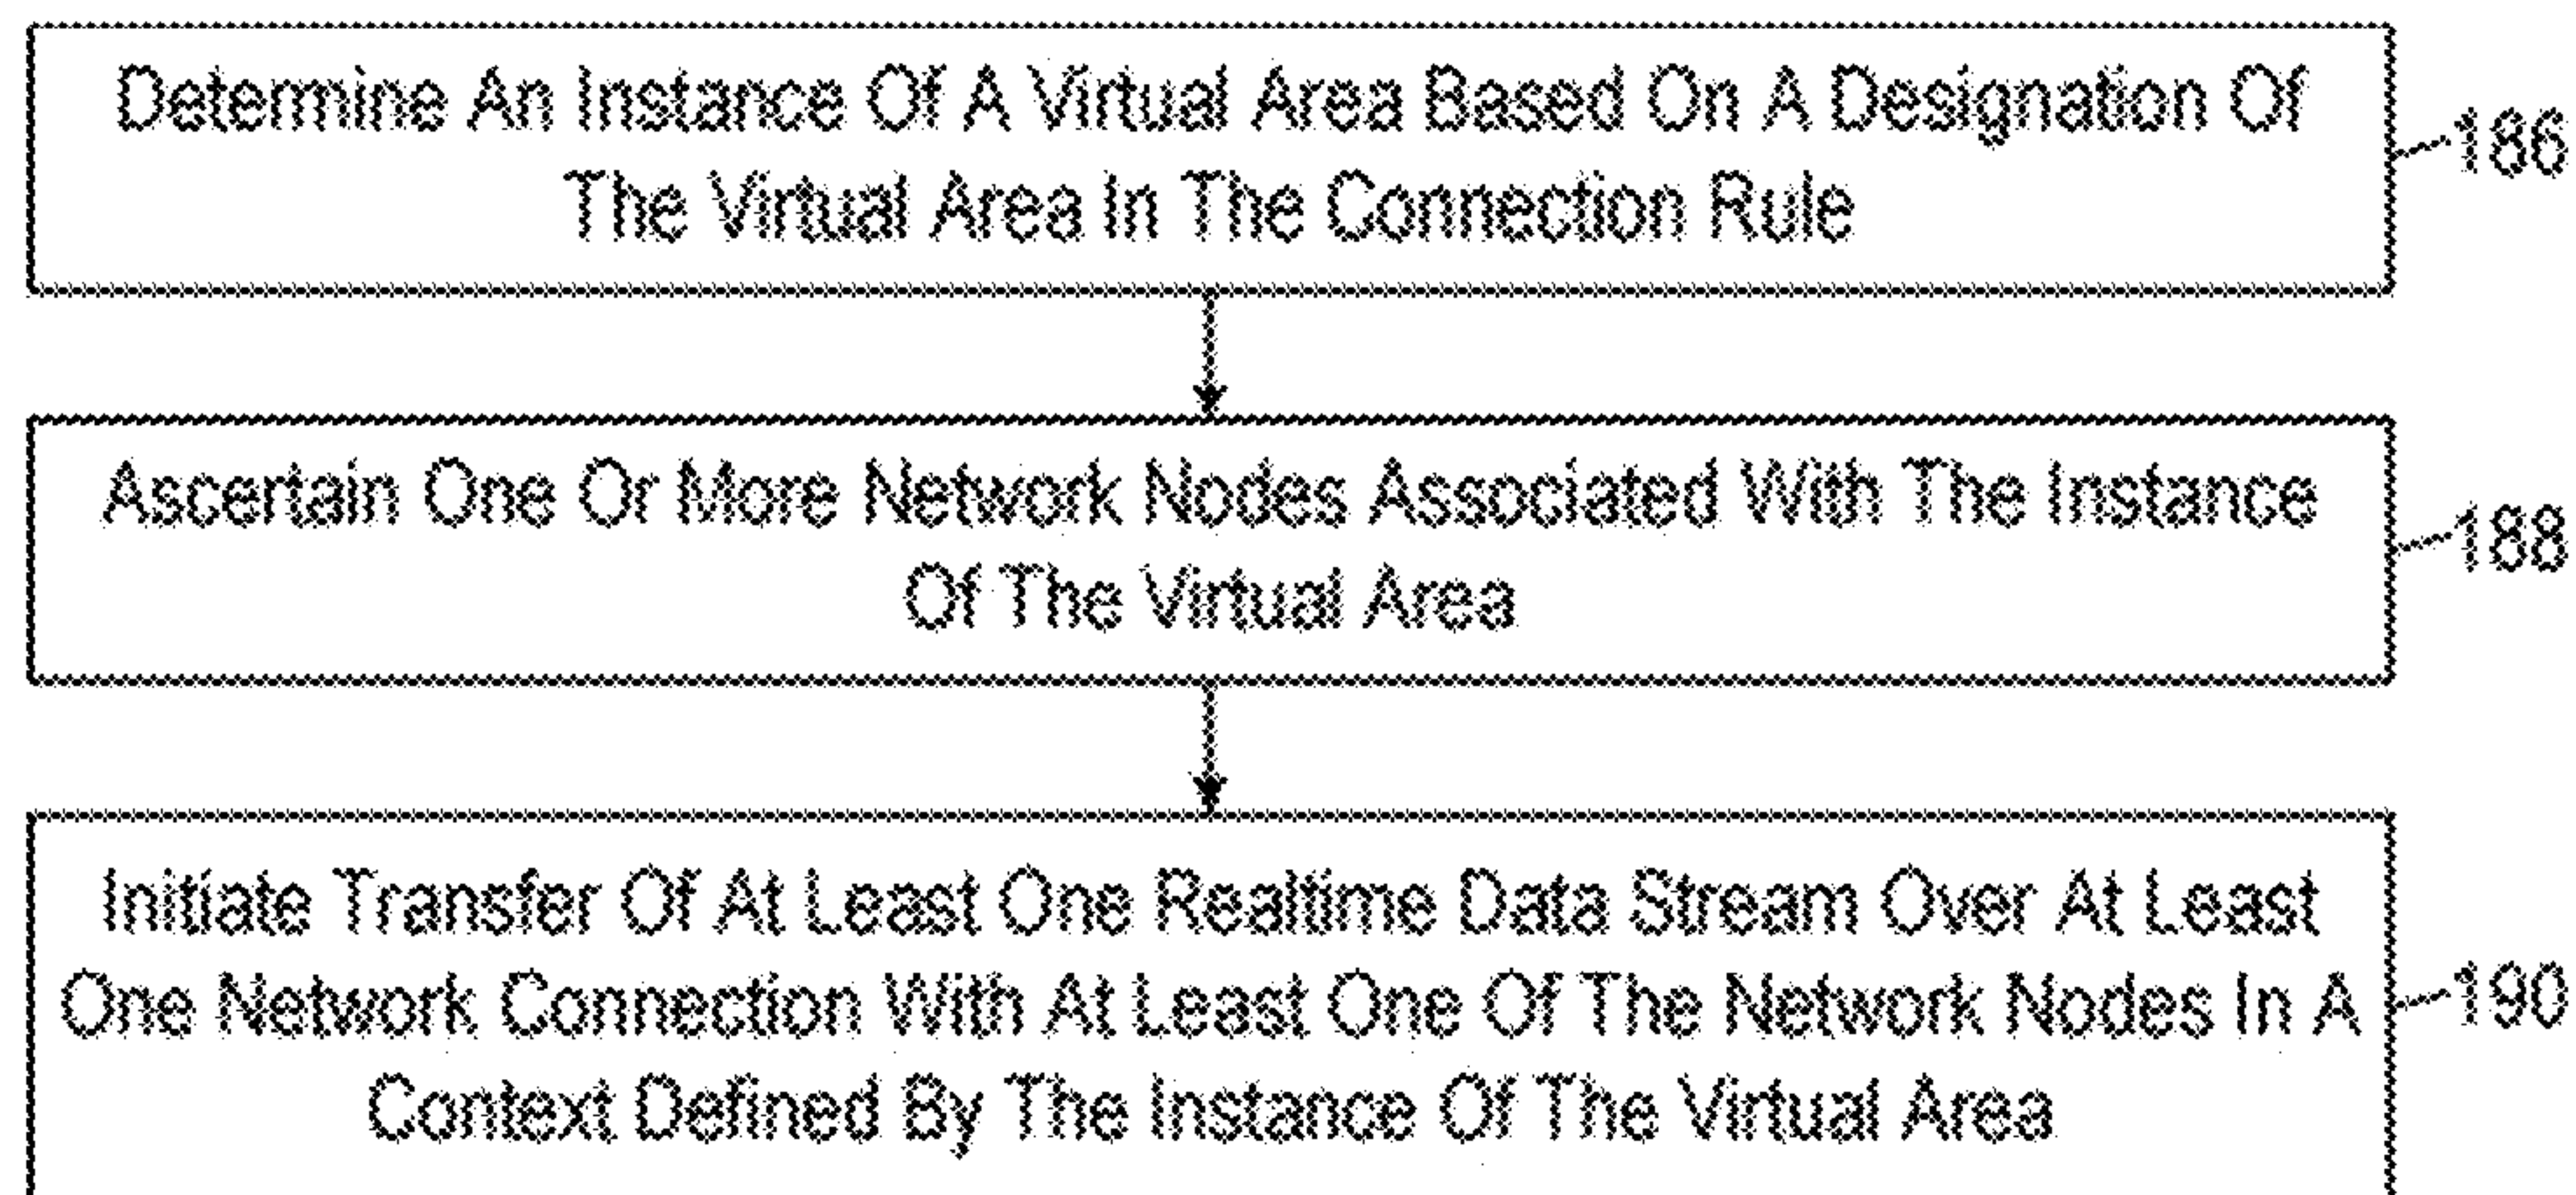 Determine An Instance Of A Virtual Area Based On A Designation Of
The Virtual Area In The Connection Rule
186
Ascertain One Or More Network Nodes Associated With The Instance
Of The Virtual Area
188
Initiate Transfer Of At Least One Realtime Data Stream Over At Least
One Network Connection With At Least One Of The Network Nodes In A
Context Defined By The Instance Of The Virtual Area
190